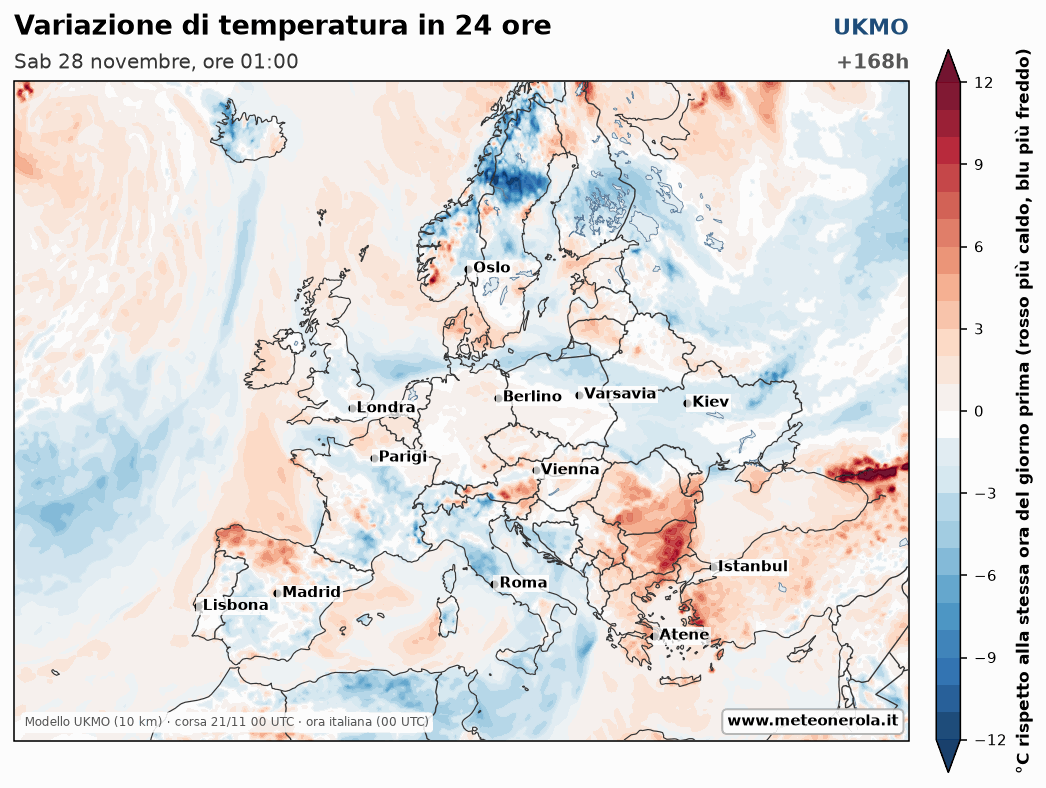 Variazione di temperatura in 24 ore
UKMO
Sab 28 novembre, ore 01:00
+168h
Oslo
Londra
Berlino
Varsavia
Kiev
Parigi
Vienna
Istanbul
Roma
Madrid
Lisbona
Atene
Modello UKMO (10 km) · corsa 21/11 00 UTC · ora italiana (00 UTC)
www.meteonerola.it
12
9
6
3
0
−3
−6
−9
−12
°C rispetto alla stessa ora del giorno prima (rosso più caldo, blu più freddo)